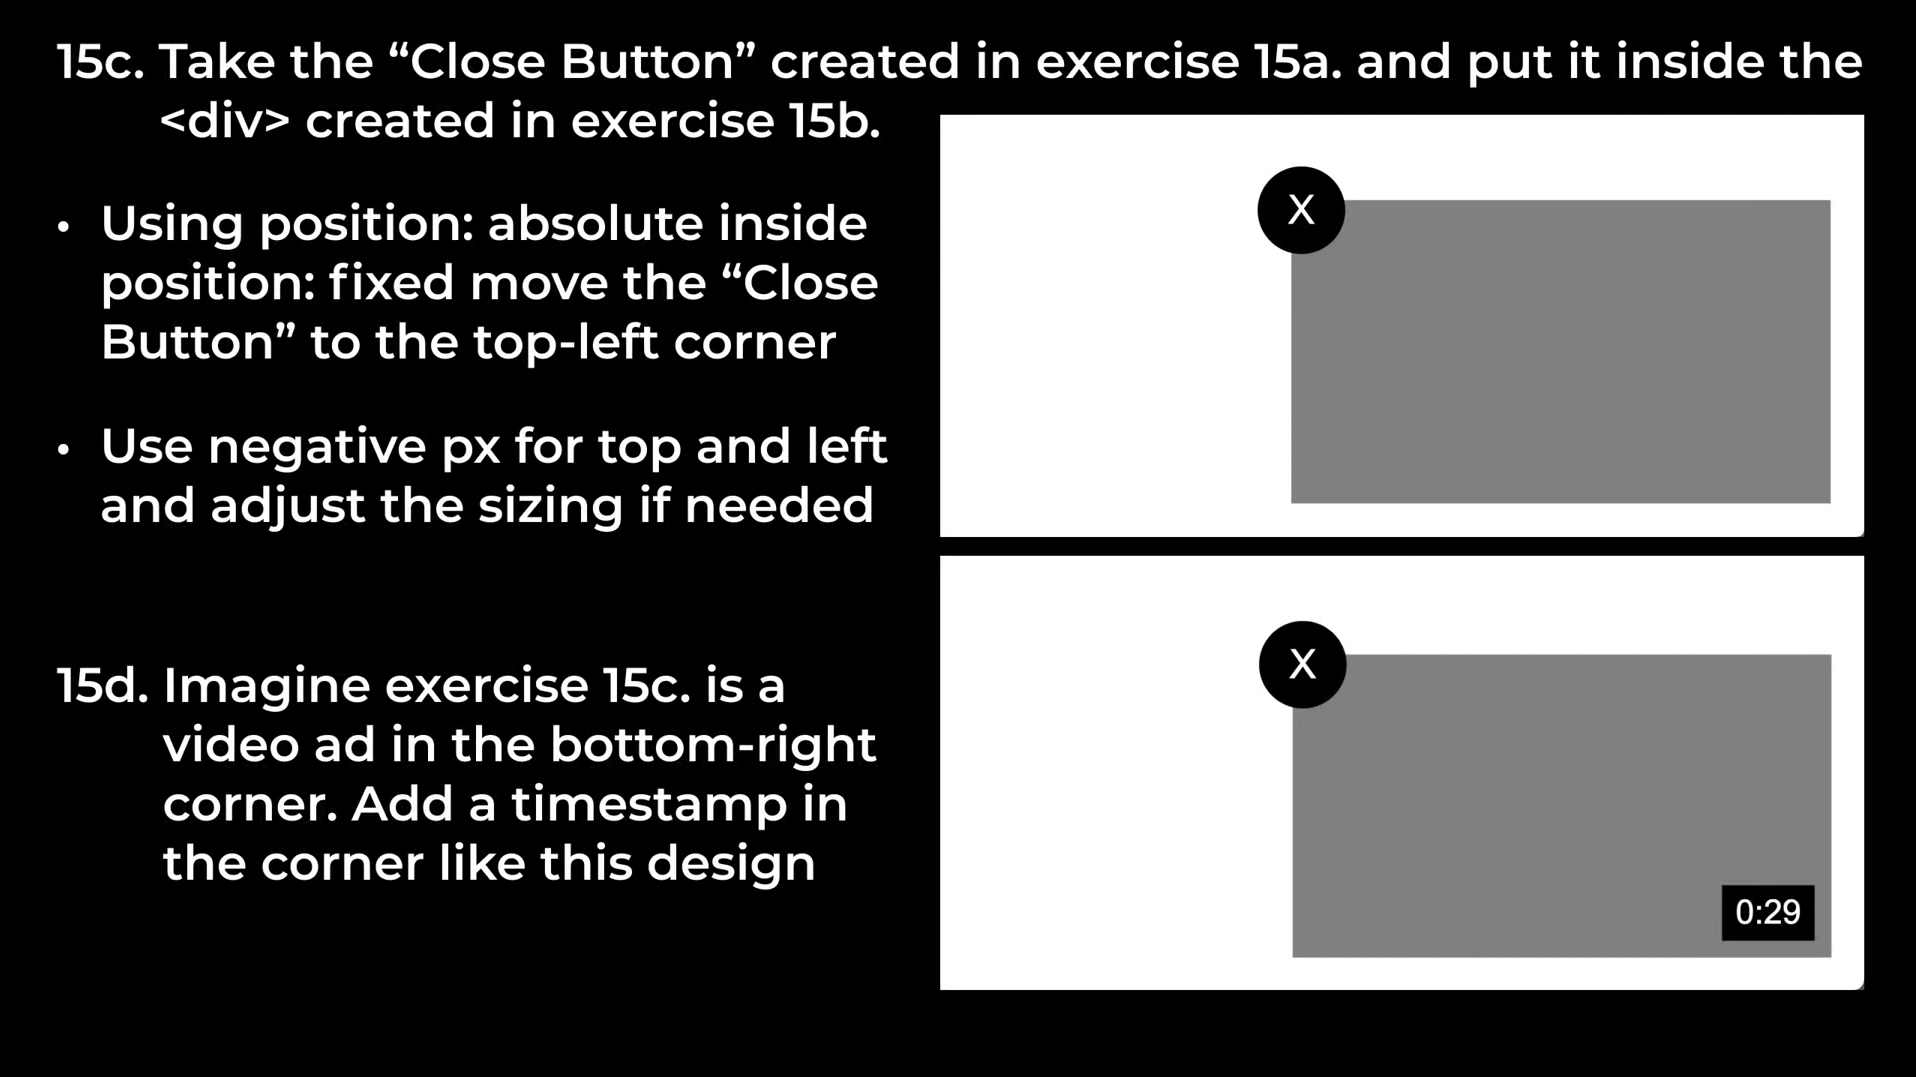 15c. Take the “Close Button” created in exercise 15a. and put it inside the
<div> created in exercise 15b.
• Using position: absolute inside
position: fixed move the “Close
Button” to the top-left corner
• Use negative px for top and left
and adjust the sizing if needed
X
15d. Imagine exercise 15c. is a
video ad in the bottom-right
corner. Add a timestamp in
the corner like this design
X
0:29